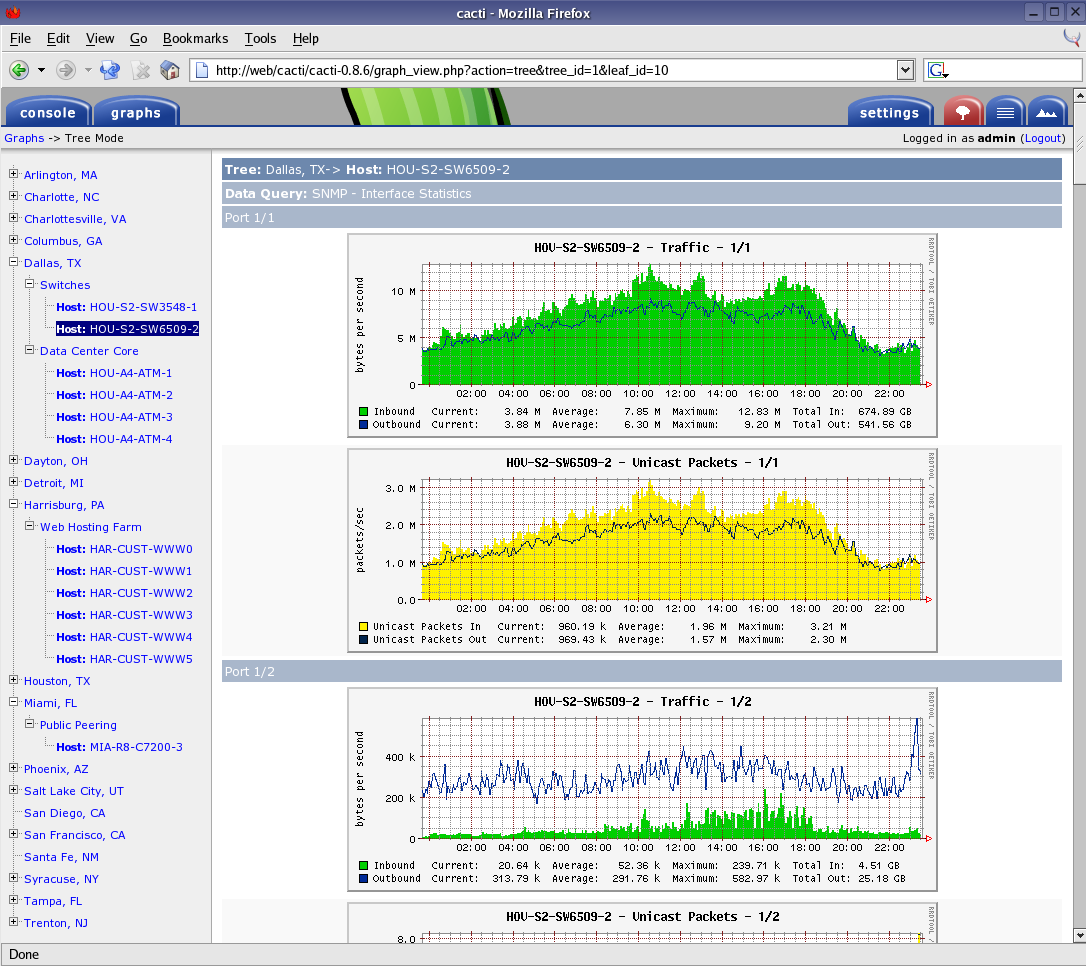 cacti - Mozilla Firefox
File Edit View Go Bookmarks Tools Help
http://web/cacti/cacti-0.8.6/graph_view.php?action=tree&tree_id=1&leaf_id=10
G
console graphs settings
Graphs -> Tree Mode
Logged in as admin (Logout)
Arlington, MA
Charlotte, NC
Charlottesville, VA
Columbus, GA
Dallas, TX
Switches
Host: HOU-S2-SW3548-1
Host: HOU-S2-SW6509-2
Data Center Core
Host: HOU-A4-ATM-1
Host: HOU-A4-ATM-2
Host: HOU-A4-ATM-3
Host: HOU-A4-ATM-4
Dayton, OH
Detroit, MI
Harrisburg, PA
Web Hosting Farm
Host: HAR-CUST-WWW0
Host: HAR-CUST-WWW1
Host: HAR-CUST-WWW2
Host: HAR-CUST-WWW3
Host: HAR-CUST-WWW4
Host: HAR-CUST-WWW5
Houston, TX
Miami, FL
Public Peering
Host: MIA-R8-C7200-3
Phoenix, AZ
Salt Lake City, UT
San Diego, CA
San Francisco, CA
Santa Fe, NM
Syracuse, NY
Tampa, FL
Trenton, NJ
Tree: Dallas, TX-> Host: HOU-S2-SW6509-2
Data Query: SNMP - Interface Statistics
Port 1/1
HOU-S2-SW6509-2 - Traffic - 1/1
RRDTOOL / TOBI OETIKER
bytes per second
10 M
5 M
0
02:00 04:00 06:00 08:00 10:00 12:00 14:00 16:00 18:00 20:00 22:00
Inbound Current: 3.84 M Average: 7.85 M Maximum: 12.83 M Total In: 674.89 GB
Outbound Current: 3.88 M Average: 6.30 M Maximum: 9.20 M Total Out: 541.56 GB
HOU-S2-SW6509-2 - Unicast Packets - 1/1
RRDTOOL / TOBI OETIKER
packets/sec
3.0 M
2.0 M
1.0 M
0.0
02:00 04:00 06:00 08:00 10:00 12:00 14:00 16:00 18:00 20:00 22:00
Unicast Packets In Current: 960.19 k Average: 1.96 M Maximum: 3.21 M
Unicast Packets Out Current: 969.43 k Average: 1.57 M Maximum: 2.30 M
Port 1/2
HOU-S2-SW6509-2 - Traffic - 1/2
RRDTOOL / TOBI OETIKER
bytes per second
400 k
200 k
0
02:00 04:00 06:00 08:00 10:00 12:00 14:00 16:00 18:00 20:00 22:00
Inbound Current: 20.64 k Average: 52.36 k Maximum: 239.71 k Total In: 4.51 GB
Outbound Current: 313.79 k Average: 291.76 k Maximum: 582.97 k Total Out: 25.18 GB
HOU-S2-SW6509-2 - Unicast Packets - 1/2
RRDTOOL
8.0
Done